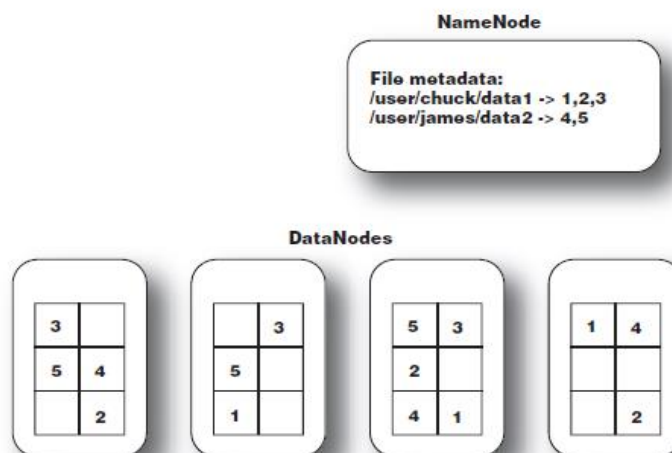 NameNode
File metadata:
/user/chuck/data1 -> 1,2,3
/user/james/data2 -> 4,5
DataNodes
3
5 4
2
3
5
1
5 3
2
4 1
1 4
2